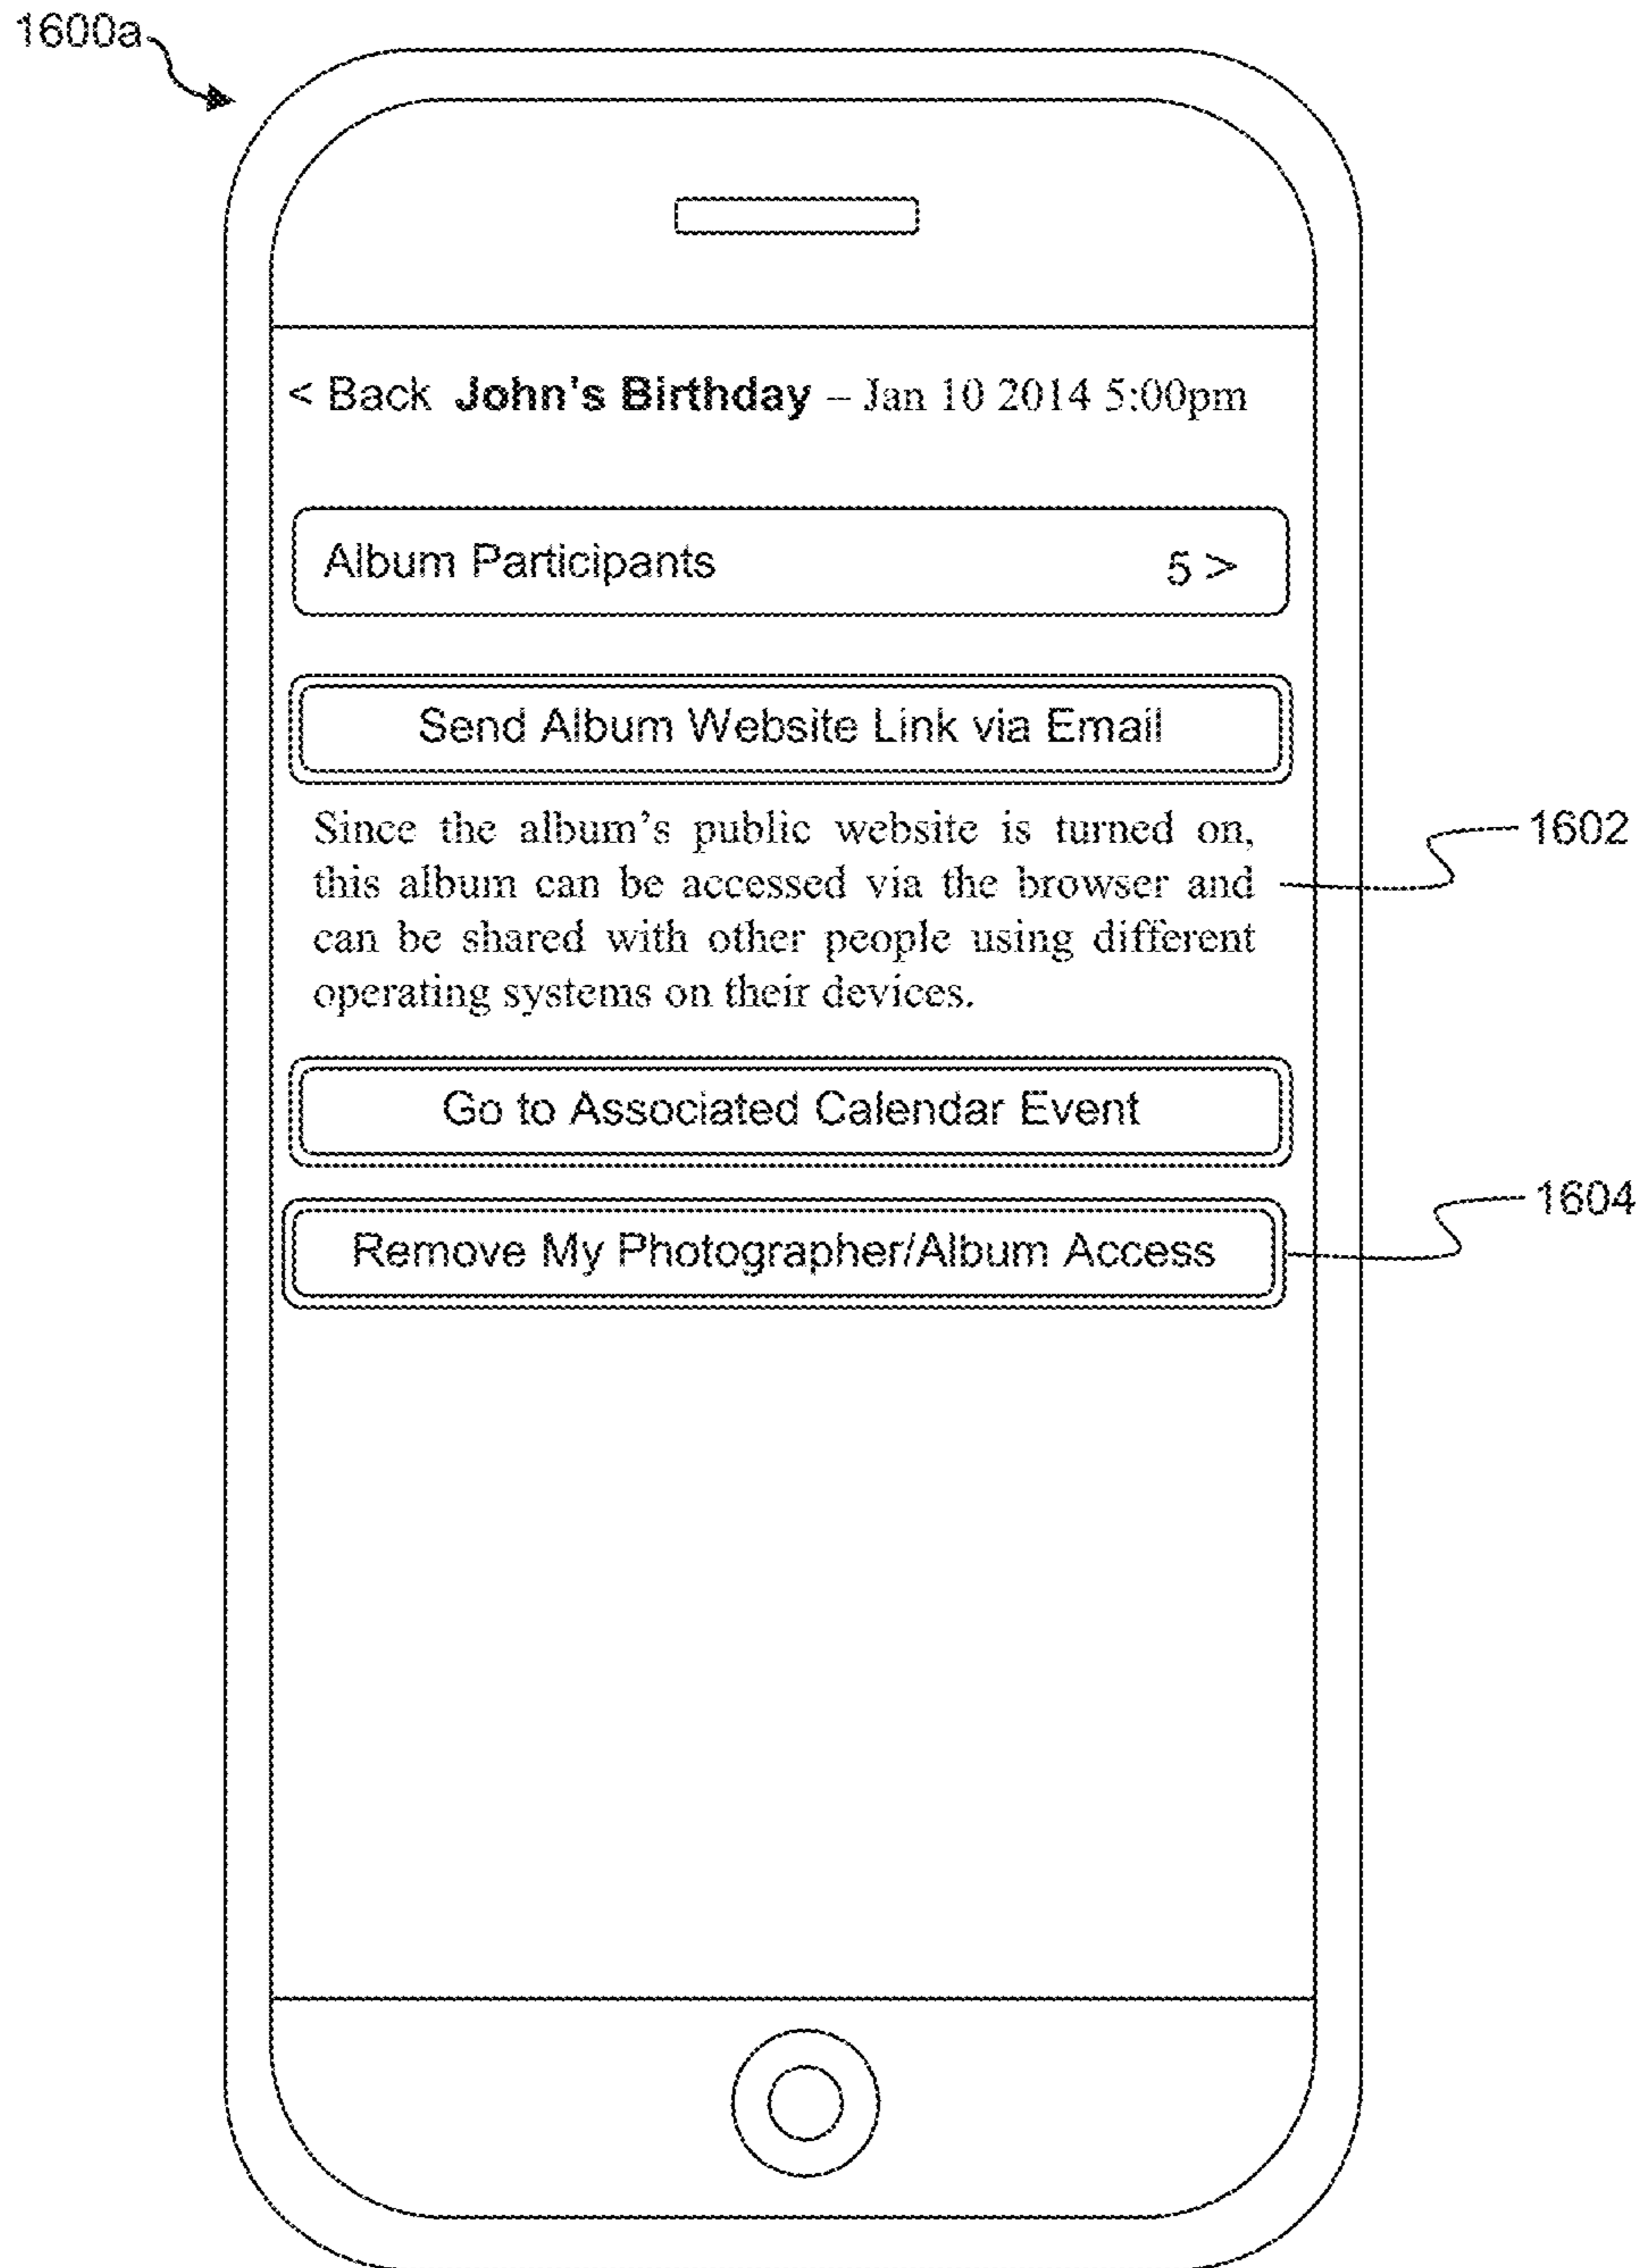 1600a
< Back John's Birthday – Jan 10 2014 5:00pm
Album Participants 5 >
Send Album Website Link via Email
Since the album's public website is turned on,
this album can be accessed via the browser and
can be shared with other people using different
operating systems on their devices.
1602
Go to Associated Calendar Event
1604
Remove My Photographer/Album Access